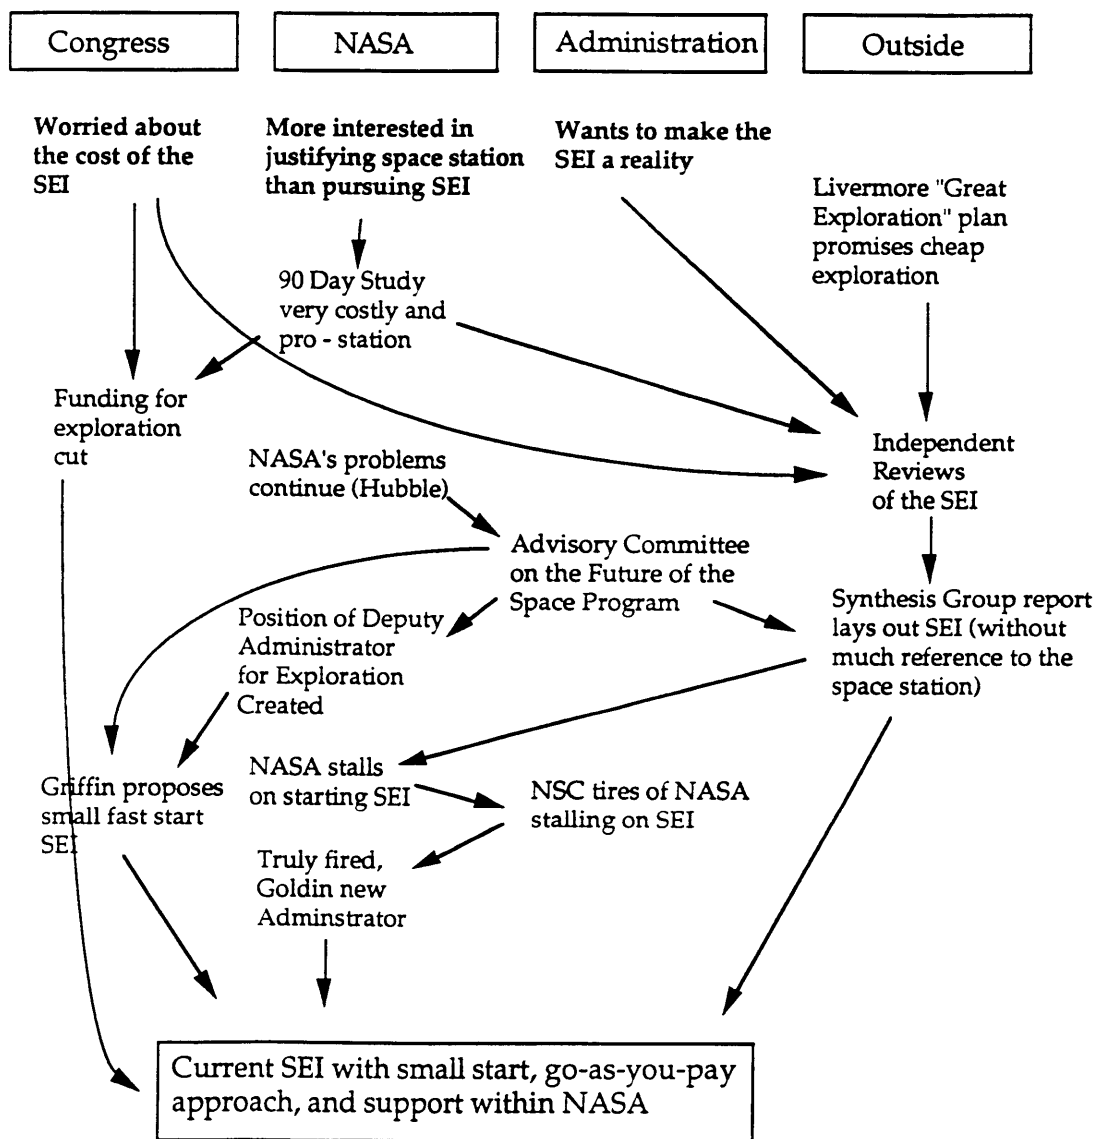 Congress
NASA
Administration
Outside
Worried about
the cost of the
SEI
More interested in
justifying space station
than pursuing SEI
Wants to make the
SEI a reality
Livermore "Great
Exploration" plan
promises cheap
exploration
90 Day Study
very costly and
pro - station
Funding for
exploration
cut
Independent
Reviews
of the SEI
NASA's problems
continue (Hubble)
Advisory Committee
on the Future of the
Space Program
Synthesis Group report
lays out SEI (without
much reference to the
space station)
Position of Deputy
Administrator
for Exploration
Created
Griffin proposes
small fast start
SEI
NASA stalls
on starting SEI
NSC tires of NASA
stalling on SEI
Truly fired,
Goldin new
Adminstrator
Current SEI with small start, go-as-you-pay
approach, and support within NASA